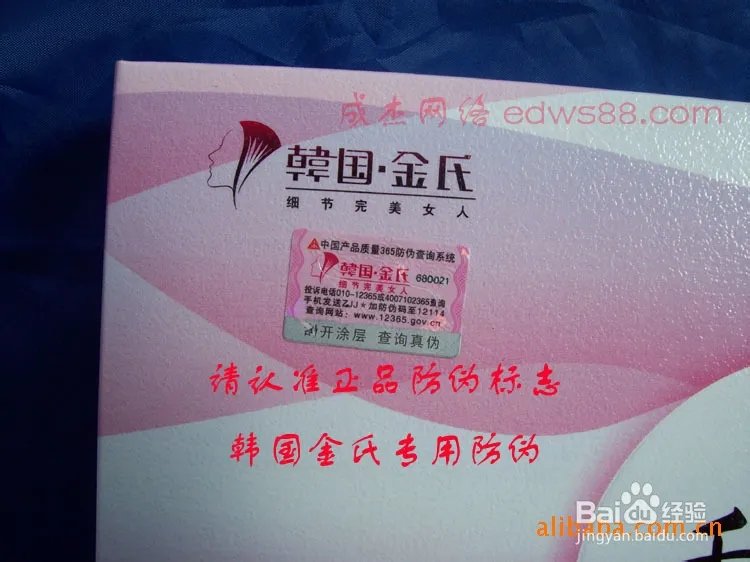 成杰网络 edws88.com
韓国·金氏
细节完美女人
中国产品质量365防伪查询系统
韓国·金氏 680021
细节完美女人
投诉电话010-12365或4007102365查询
手机发送ZJJ★加防伪码至12114
查询网站：www.12365.gov.cn
刮开涂层 查询真伪
请认准正品防伪标志
韩国金氏专用防伪
Baidu经验
alibaba.com.cn
jingyan.baidu.com